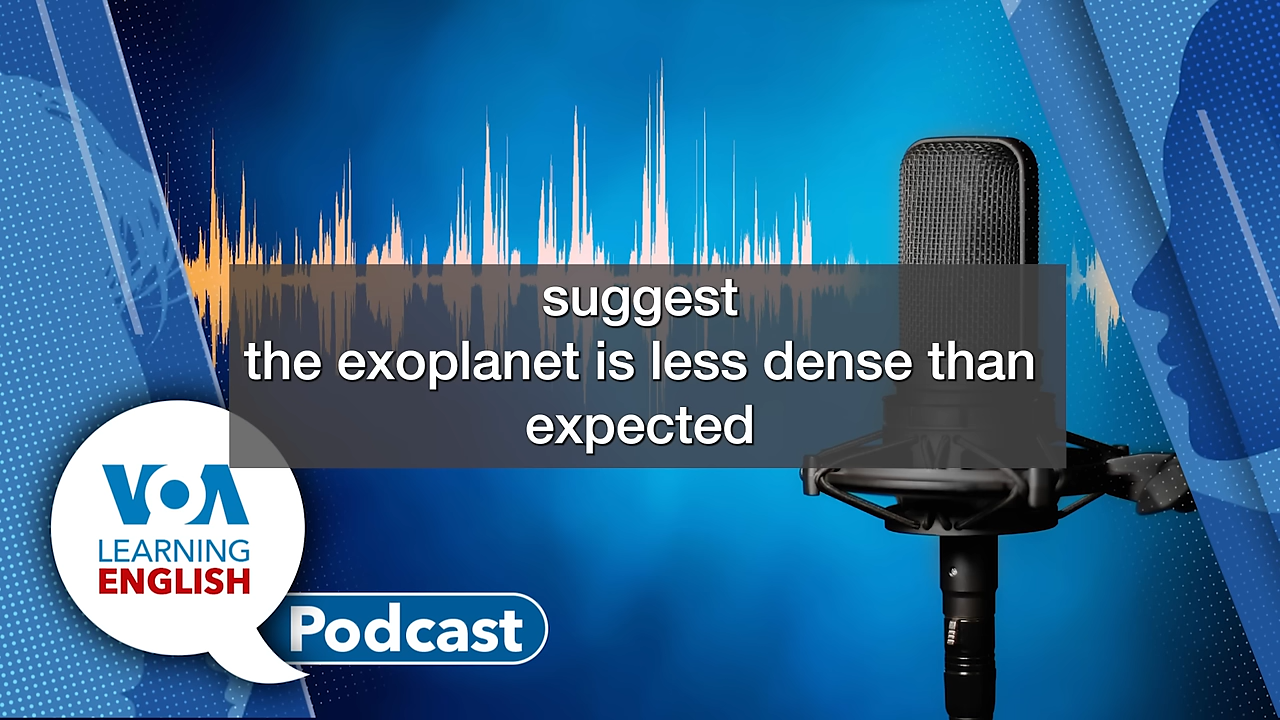 suggest
the exoplanet is less dense than
expected
VOA
LEARNING
ENGLISH
Podcast